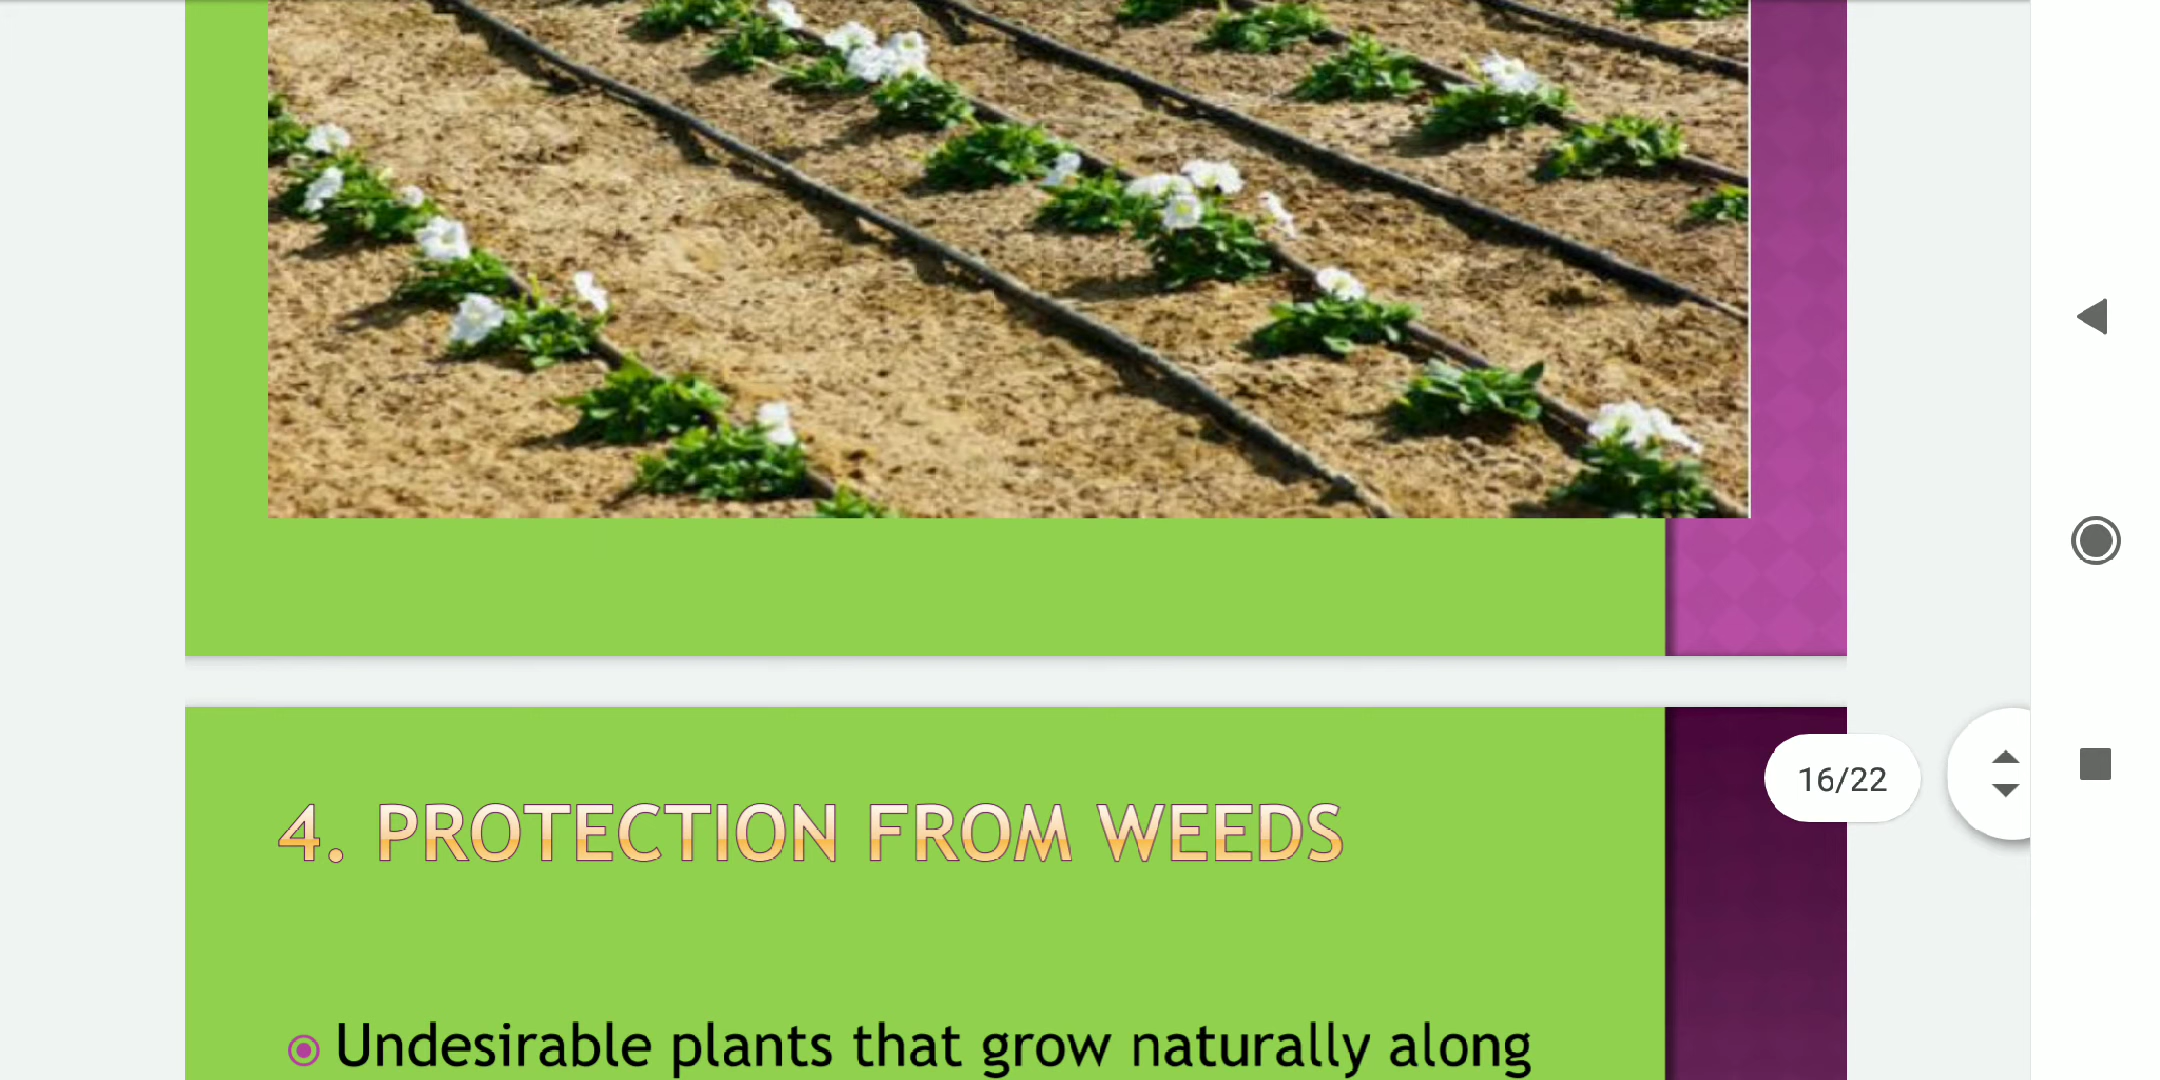 16/22
4. PROTECTION FROM WEEDS
Undesirable plants that grow naturally along